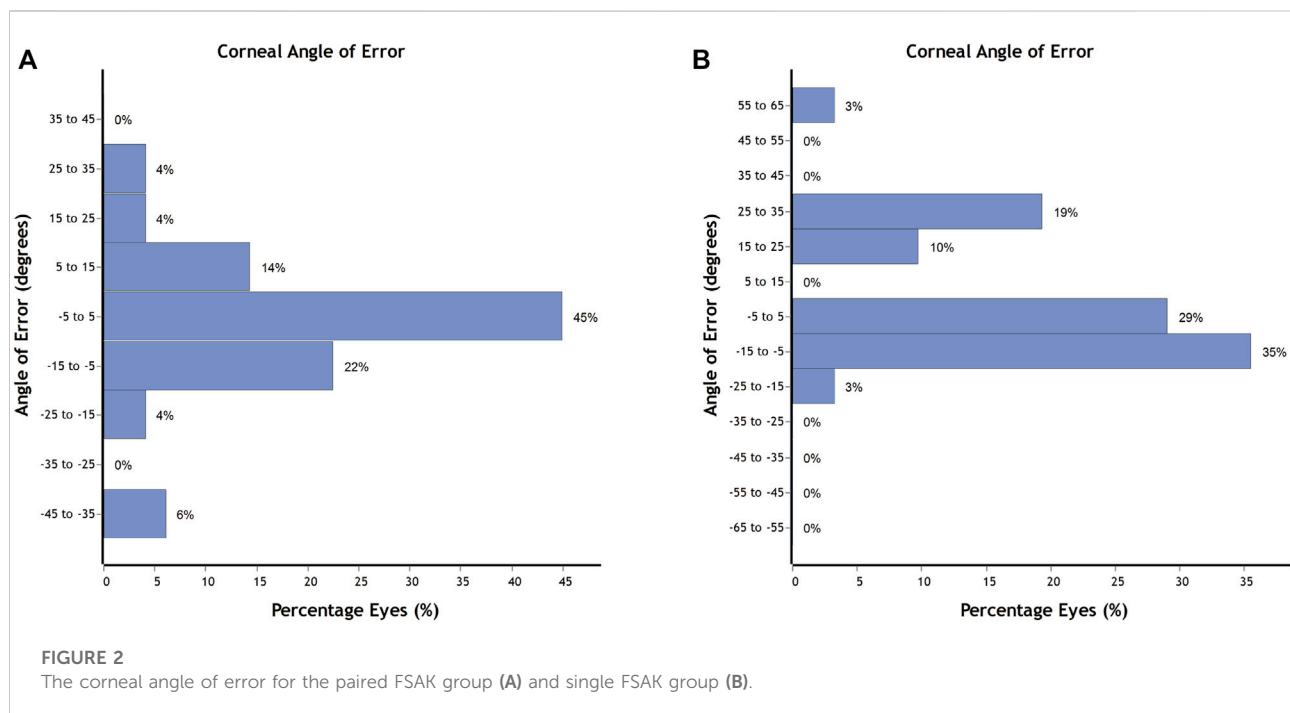 A
Corneal Angle of Error
Angle of Error (degrees)
35 to 45
0%
25 to 35
4%
15 to 25
4%
5 to 15
14%
-5 to 5
45%
-15 to -5
22%
-25 to -15
4%
-35 to -25
0%
-45 to -35
6%
0 5 10 15 20 25 30 35 40 45
Percentage Eyes (%)
B
Corneal Angle of Error
Angle of Error (degrees)
55 to 65
3%
45 to 55
0%
35 to 45
0%
25 to 35
19%
15 to 25
10%
5 to 15
0%
-5 to 5
29%
-15 to -5
35%
-25 to -15
3%
-35 to -25
0%
-45 to -35
0%
-55 to -45
0%
-65 to -55
0%
0 5 10 15 20 25 30 35
Percentage Eyes (%)
FIGURE 2
The corneal angle of error for the paired FSAK group (A) and single FSAK group (B).